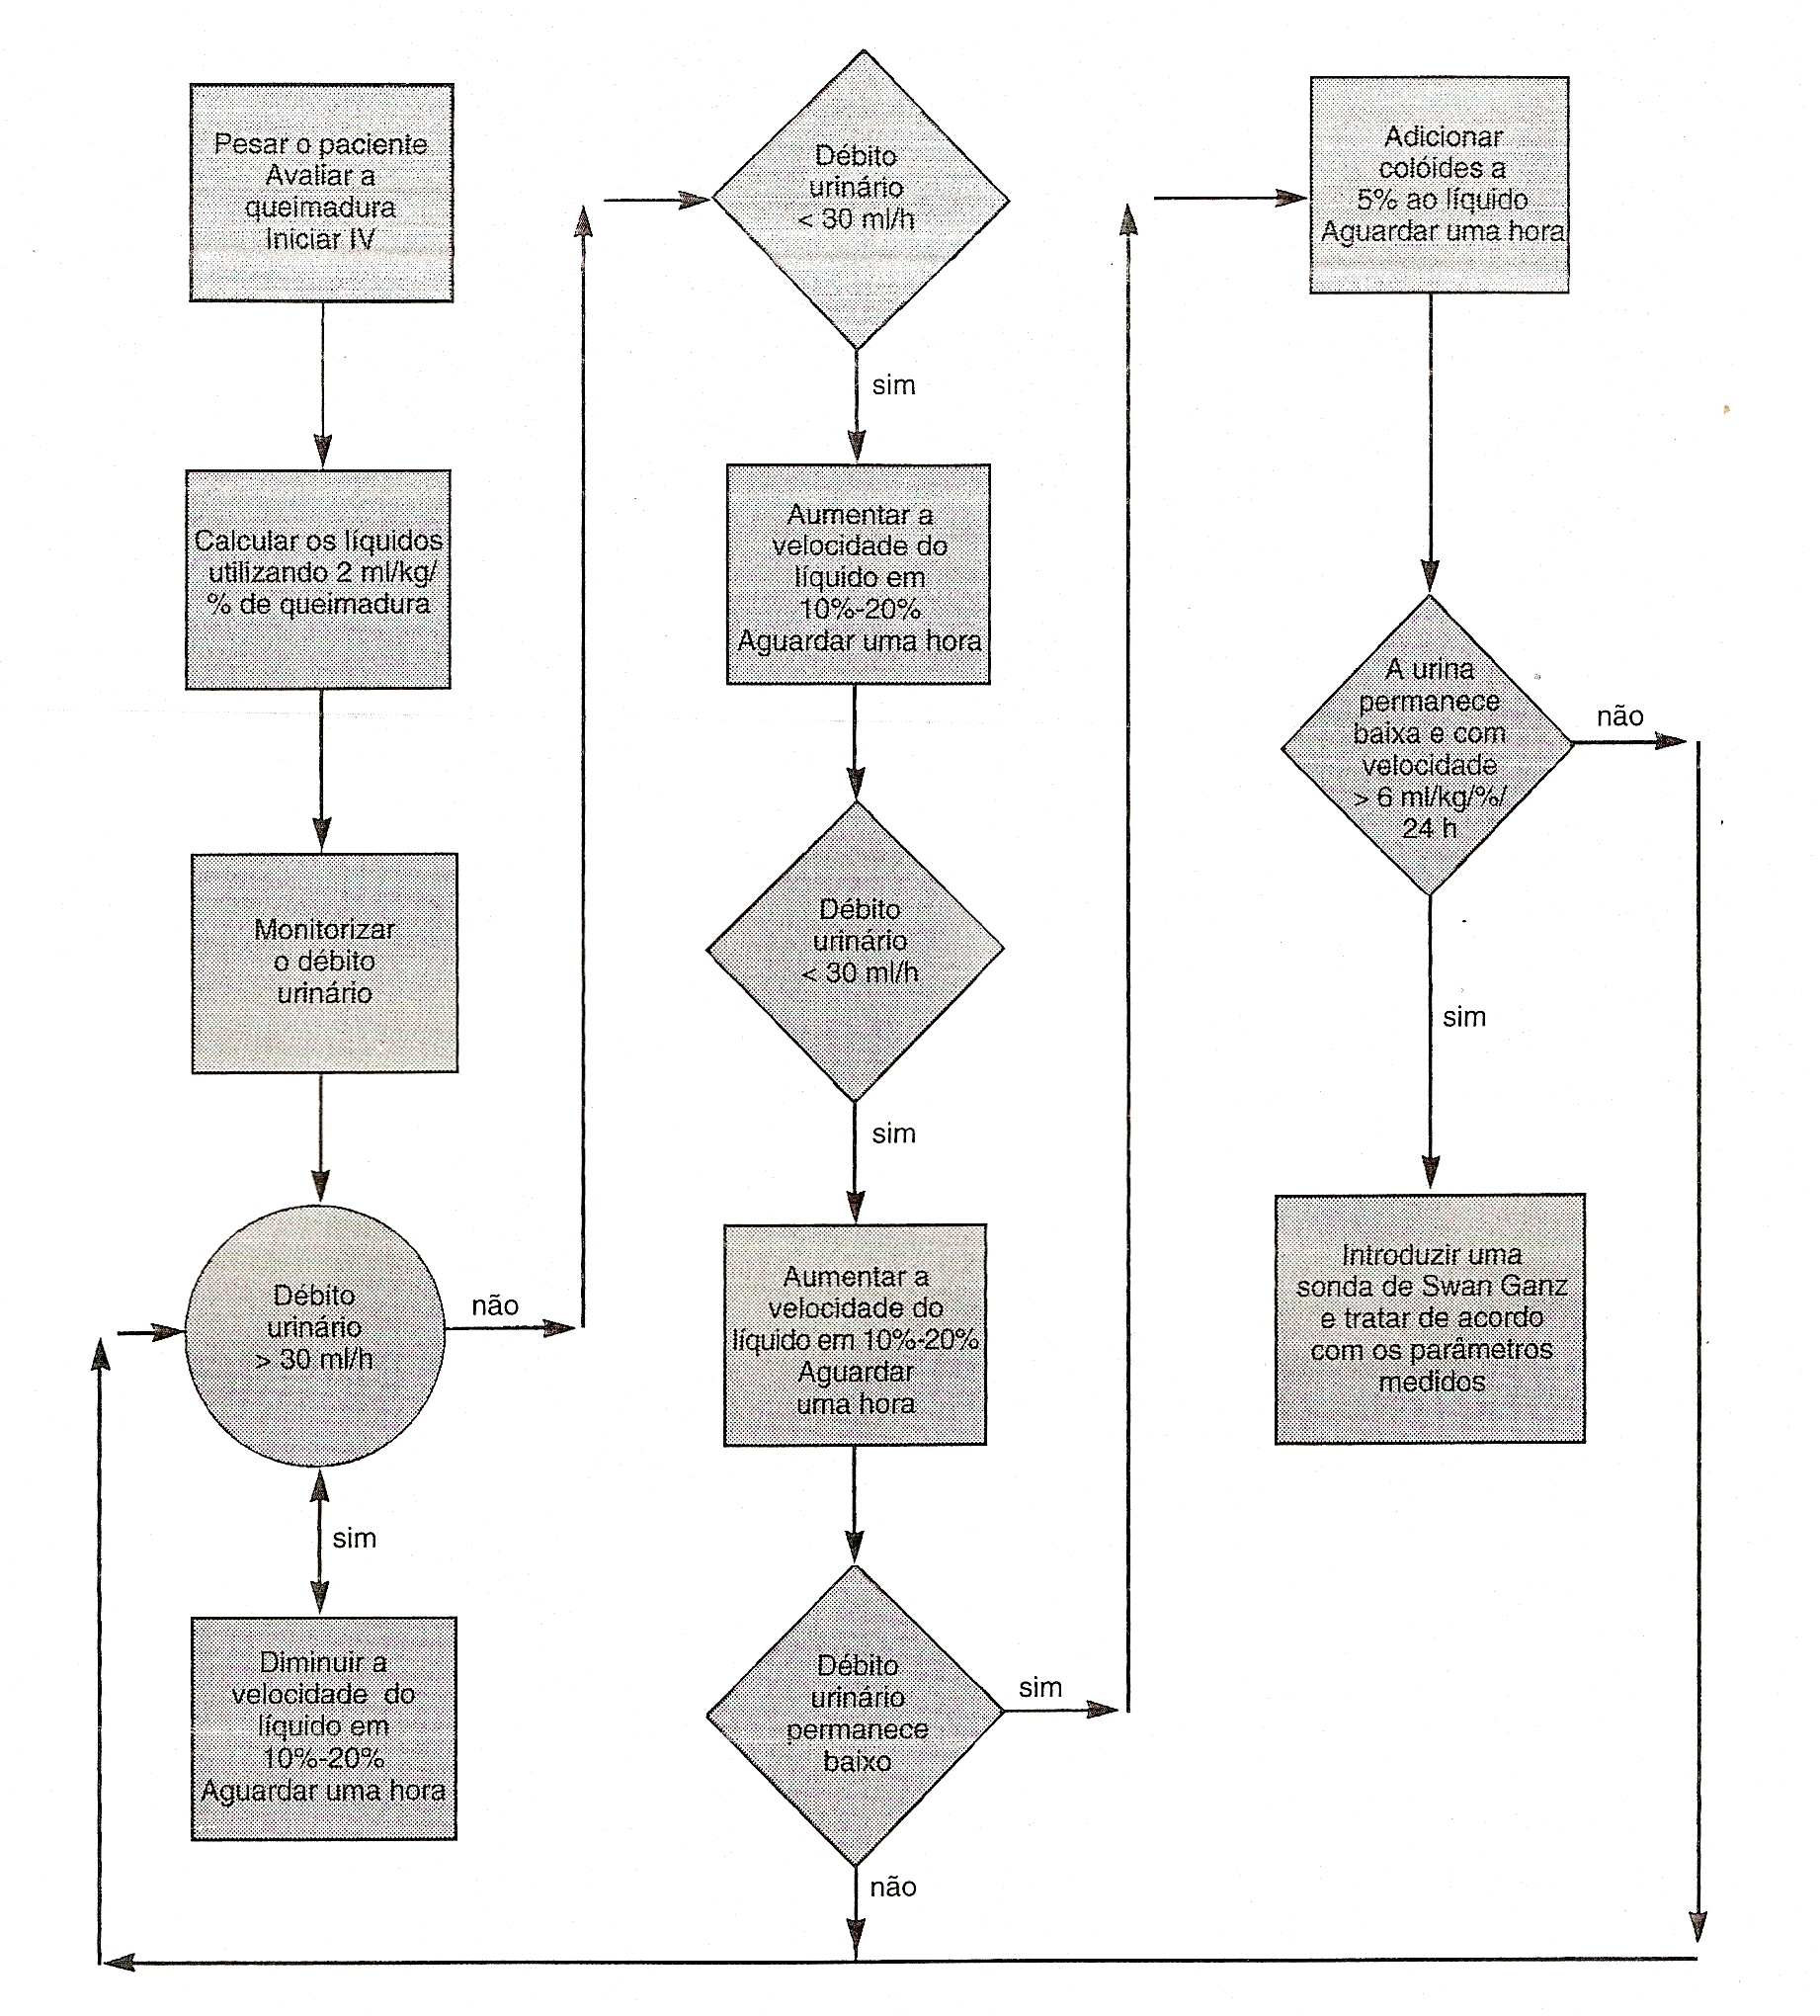 Pesar o paciente
Avaliar a
queimadura
Iniciar IV
Calcular os líquidos
utilizando 2 ml/kg/
% de queimadura
Monitorizar
o débito
urinário
Débito
urinário
> 30 ml/h
não
sim
Diminuir a
velocidade do
líquido em
10%-20%
Aguardar uma hora
Débito
urinário
< 30 ml/h
sim
Aumentar a
velocidade do
líquido em
10%-20%
Aguardar uma hora
Débito
urinário
< 30 ml/h
sim
Aumentar a
velocidade do
líquido em 10%-20%
Aguardar
uma hora
Débito
urinário
permanece
baixo
sim
não
Adicionar
colóides a
5% ao líquido
Aguardar uma hora
A urina
permanece
baixa e com
velocidade
> 6 ml/kg/%/
24 h
não
sim
Introduzir uma
sonda de Swan Ganz
e tratar de acordo
com os parâmetros
medidos